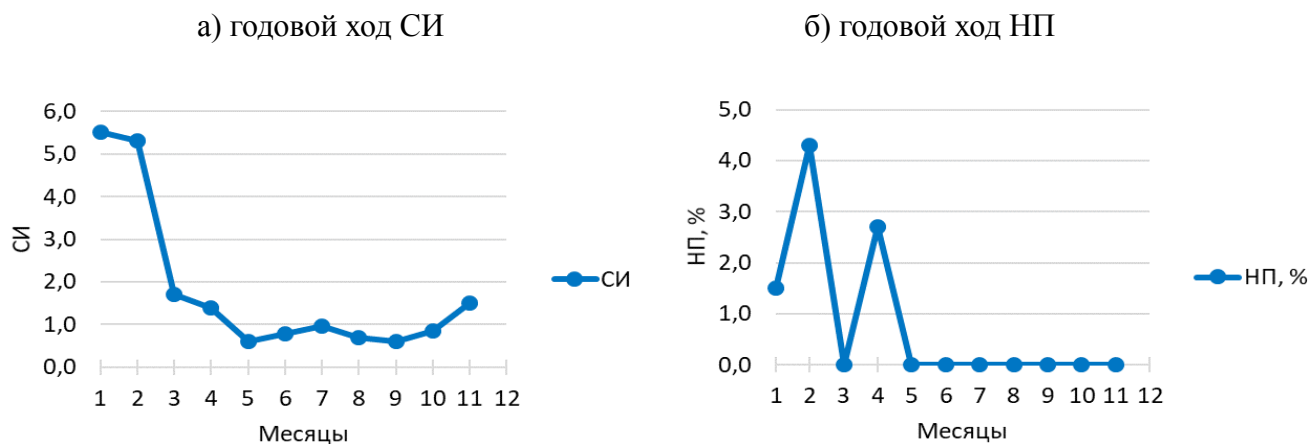 а) годовой ход СИ
6,0
5,0
4,0
3,0
2,0
1,0
0,0
СИ
1 2 3 4 5 6 7 8 9 10 11 12
Месяцы
СИ
б) годовой ход НП
5,0
4,0
3,0
2,0
1,0
0,0
НП, %
1 2 3 4 5 6 7 8 9 10 11 12
Месяцы
НП, %